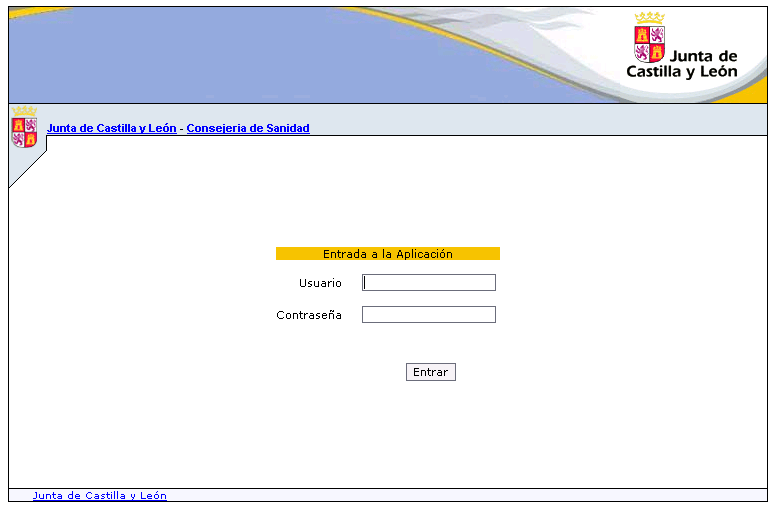 Junta de
Castilla y León
Junta de Castilla y León - Consejeria de Sanidad
Entrada a la Aplicación
Usuario
Contraseña
Entrar
Junta de Castilla y León